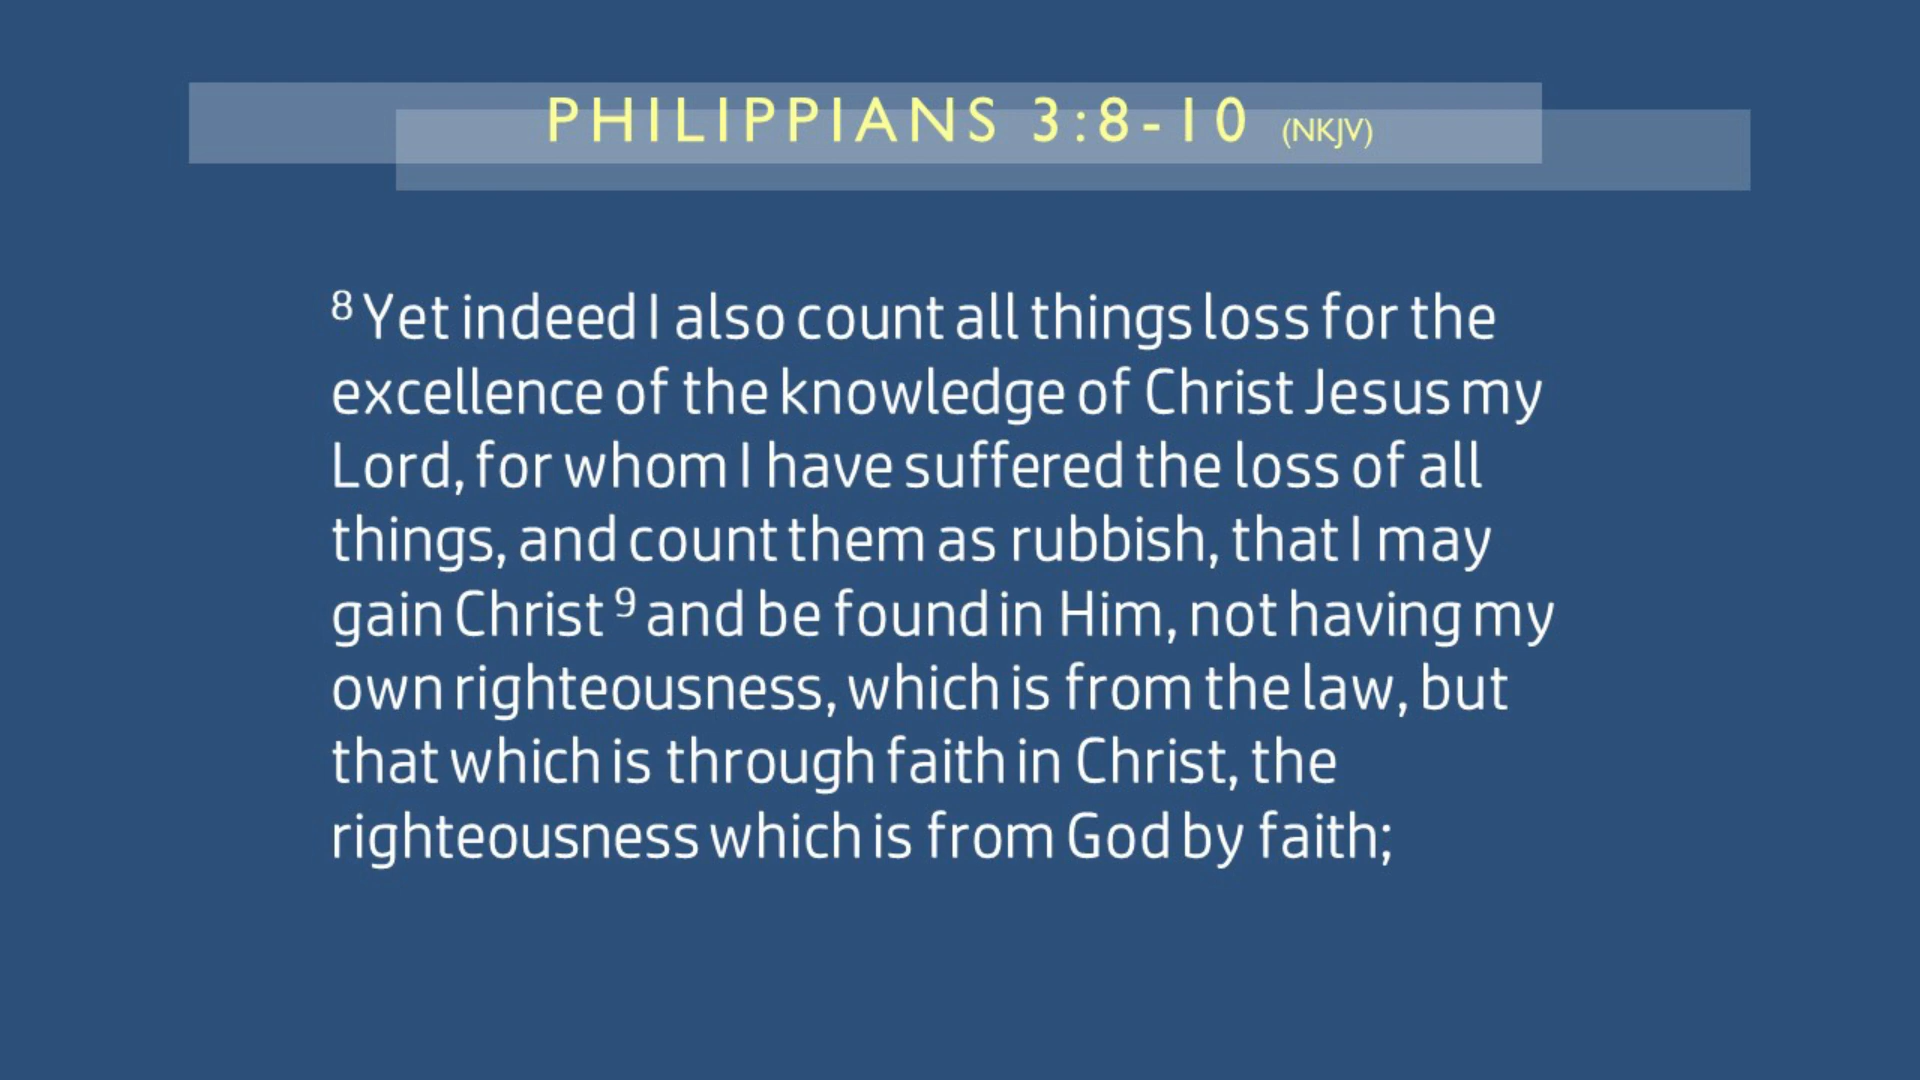 PHILIPPIANS 3:8-10 (NKJV)
8 Yet indeed I also count all things loss for the
excellence of the knowledge of Christ Jesus my
Lord, for whom I have suffered the loss of all
things, and count them as rubbish, that I may
gain Christ 9 and be found in Him, not having my
own righteousness, which is from the law, but
that which is through faith in Christ, the
righteousness which is from God by faith;